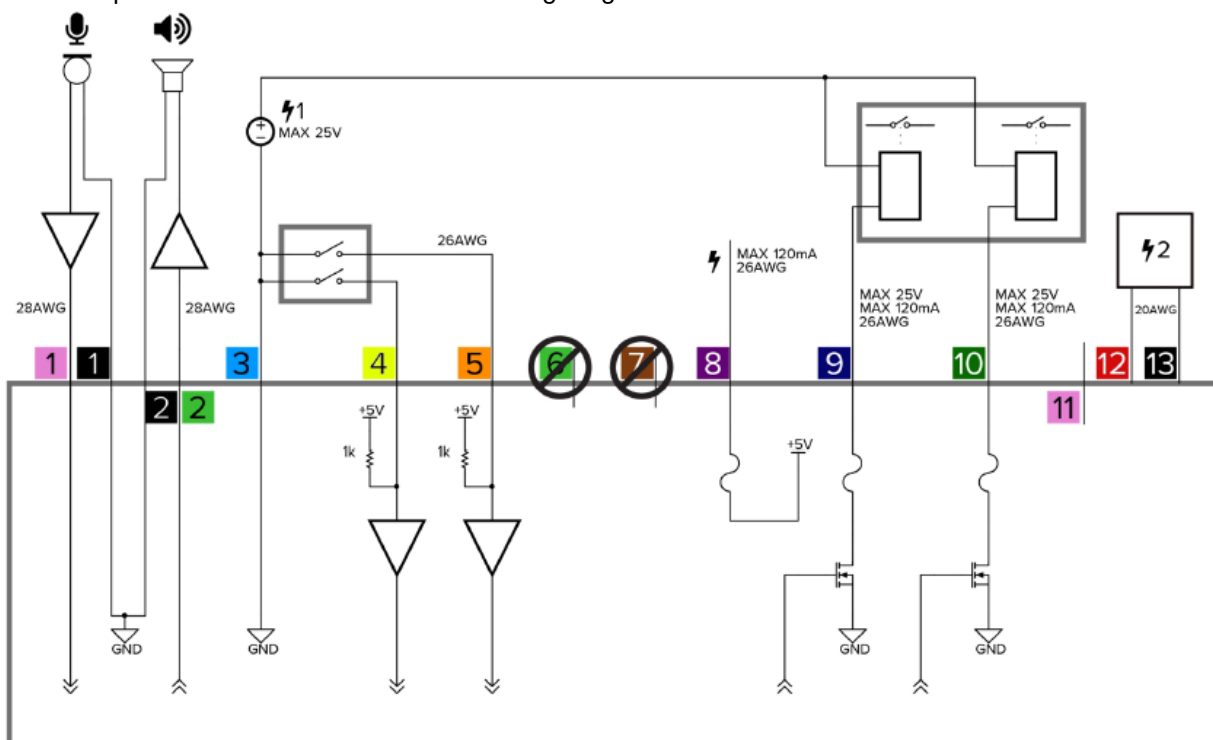 1
MAX 25V
26AWG
MAX 120mA
26AWG
2
28AWG
28AWG
MAX 25V
MAX 120mA
26AWG
MAX 25V
MAX 120mA
26AWG
20AWG
1 1 3 4 5 6 7 8 9 10 12 13
2 2 11
+5V +5V
1k 1k
+5V
GND GND GND GND